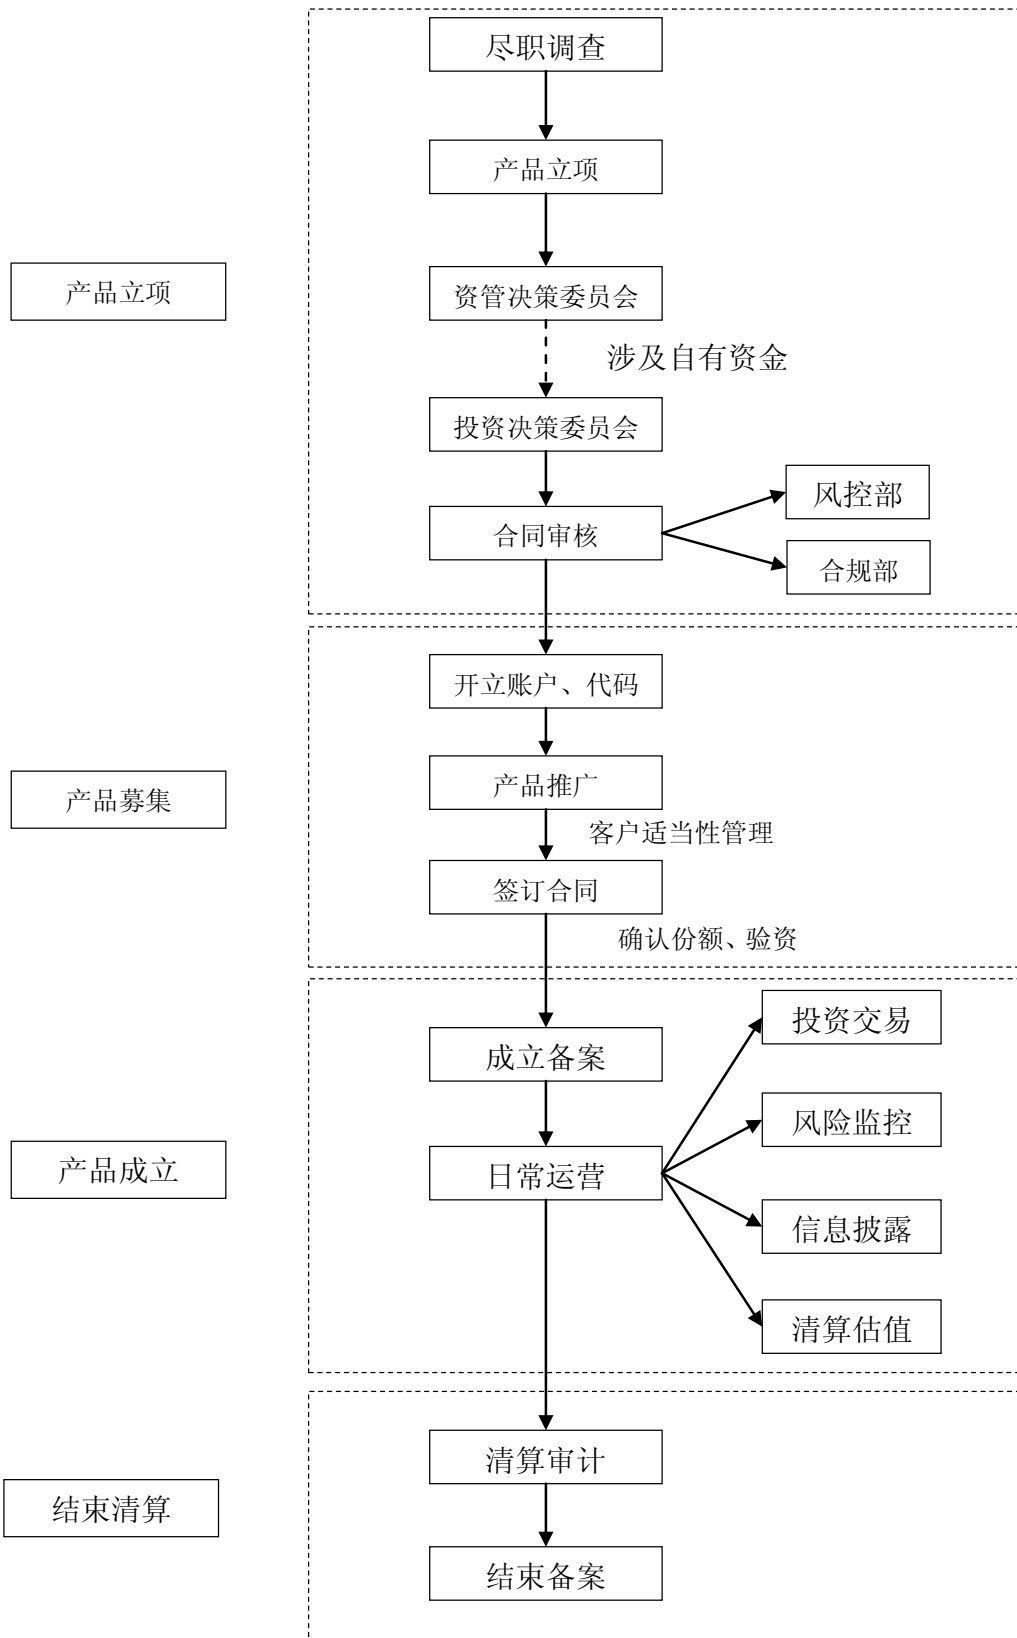 尽职调查
产品立项
产品立项
资管决策委员会
涉及自有资金
投资决策委员会
风控部
合同审核
合规部
开立账户、代码
产品募集
产品推广
客户适当性管理
签订合同
确认份额、验资
投资交易
成立备案
风险监控
产品成立
日常运营
信息披露
清算估值
清算审计
结束清算
结束备案